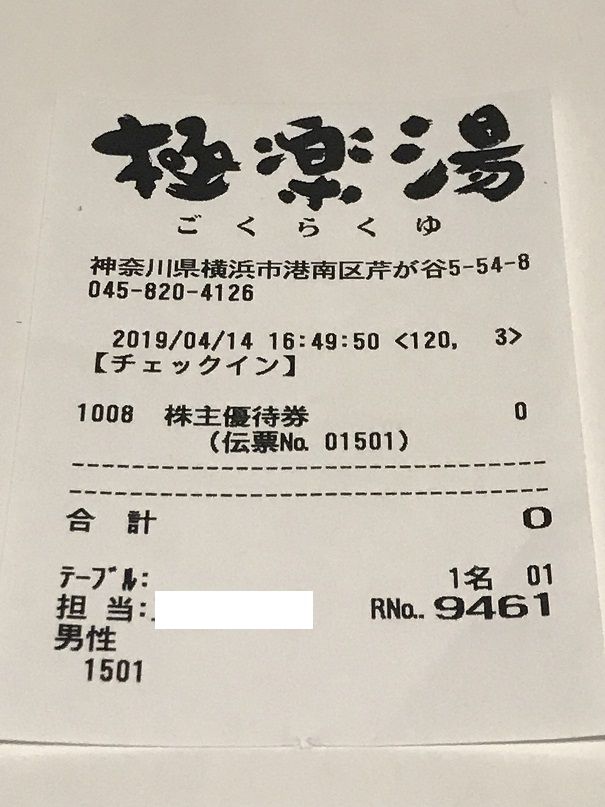 極楽湯
ごくらくゆ
神奈川県横浜市港南区芹が谷5-54-8
045-820-4126
2019/04/14 16:49:50 <120, 3>
【チェックイン】
1008 株主優待券 0
(伝票No. 01501)
合 計 0
ﾃｰﾌﾞﾙ: 1名 01
担 当: RNo.. 9461
男性
1501